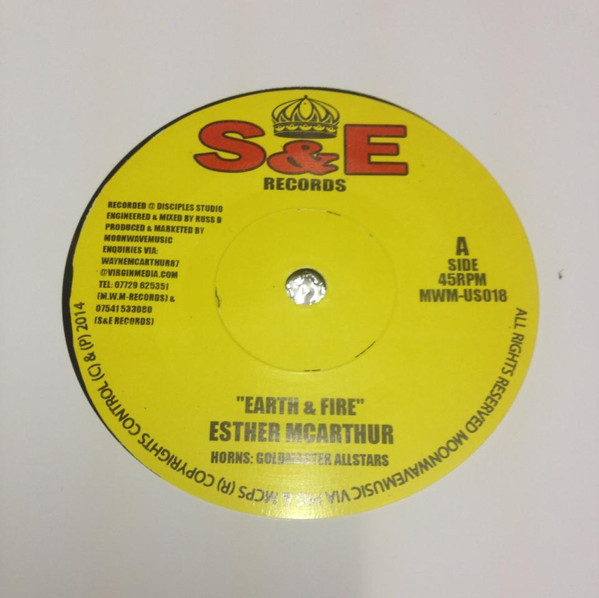 S&E
RECORDS
RECORDED @ DISCIPLES STUDIO
ENGINEERED & MIXED BY RUSS D
PRODUCED & MARKETED BY
MOONWAVEMUSIC
ENQUIRIES VIA:
WAYNEMCARTHUR67
@VIRGINMEDIA.COM
TEL: 07729 625351
(M.W.M-RECORDS) &
07541 533080
(S&E RECORDS)
A
SIDE
45RPM
MWM-US018
"EARTH & FIRE"
ESTHER MCARTHUR
HORNS: GOLDMASTER ALLSTARS
ALL RIGHTS RESERVED MOONWAVEMUSIC VIA PRS & MCPS (R) COPYRIGHTS CONTROL (C) & (P) 2014